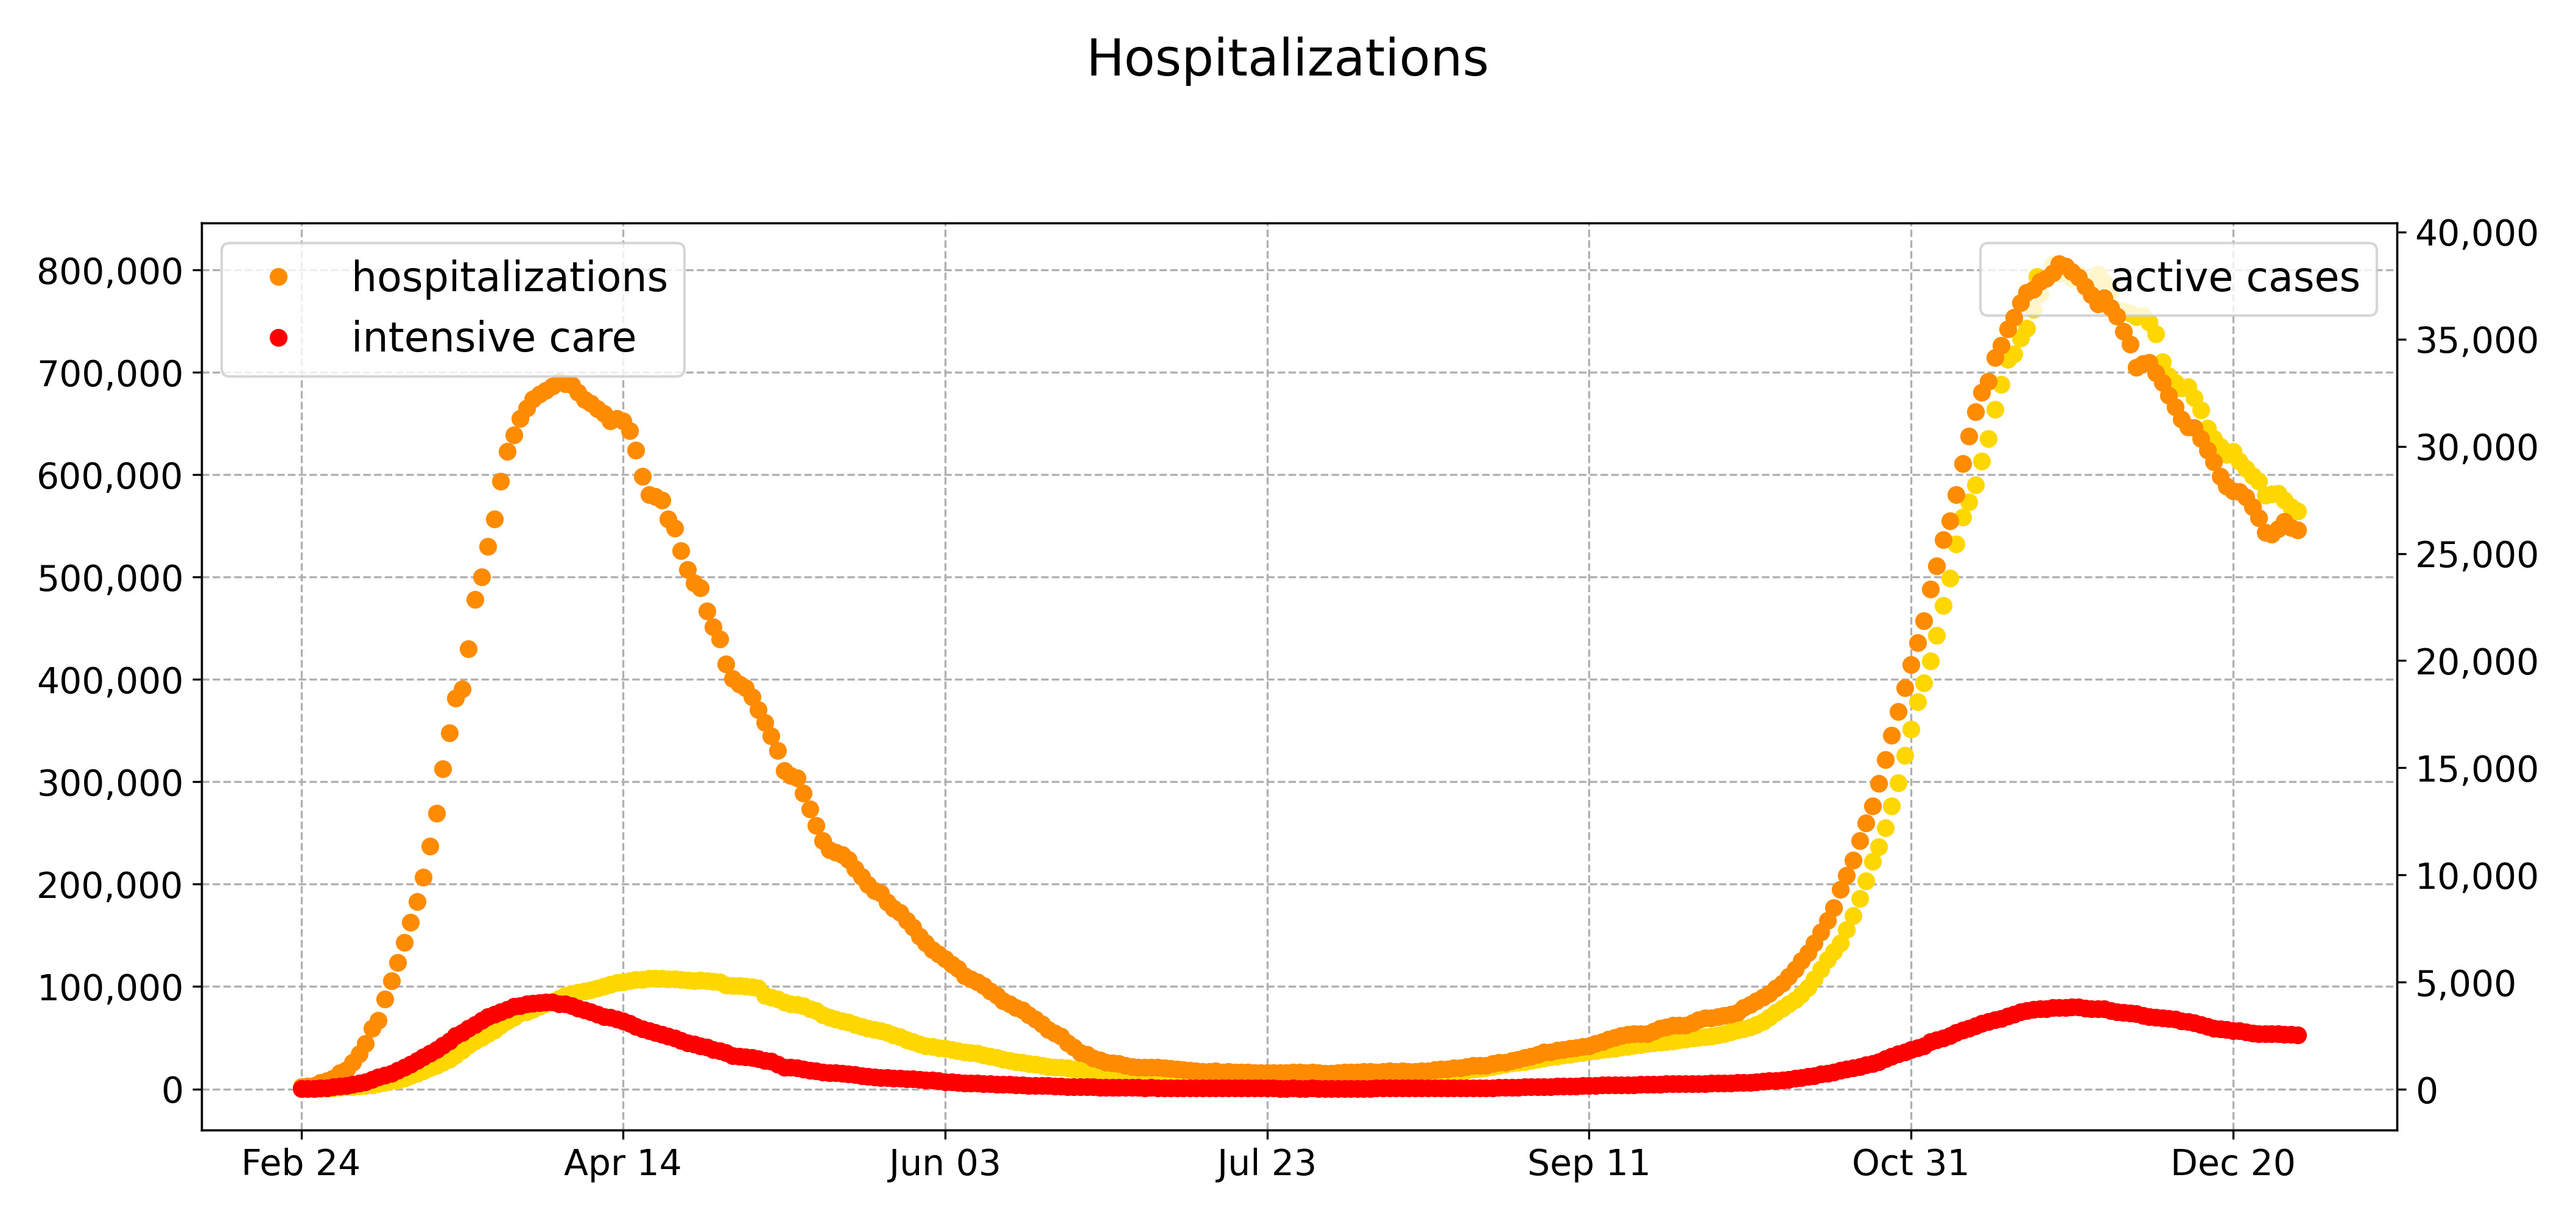 Hospitalizations
hospitalizations
intensive care
active cases
800,000
700,000
600,000
500,000
400,000
300,000
200,000
100,000
0
40,000
35,000
30,000
25,000
20,000
15,000
10,000
5,000
0
Feb 24
Apr 14
Jun 03
Jul 23
Sep 11
Oct 31
Dec 20